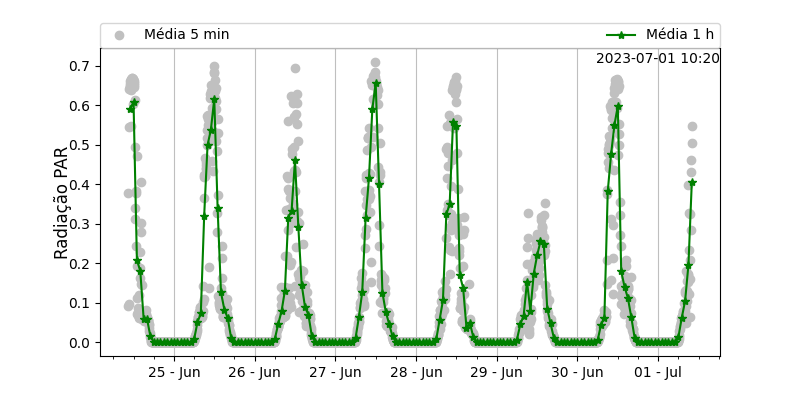 Média 5 min
Média 1 h
2023-07-01 10:20
Radiação PAR
0.7
0.6
0.5
0.4
0.3
0.2
0.1
0.0
25 - Jun
26 - Jun
27 - Jun
28 - Jun
29 - Jun
30 - Jun
01 - Jul